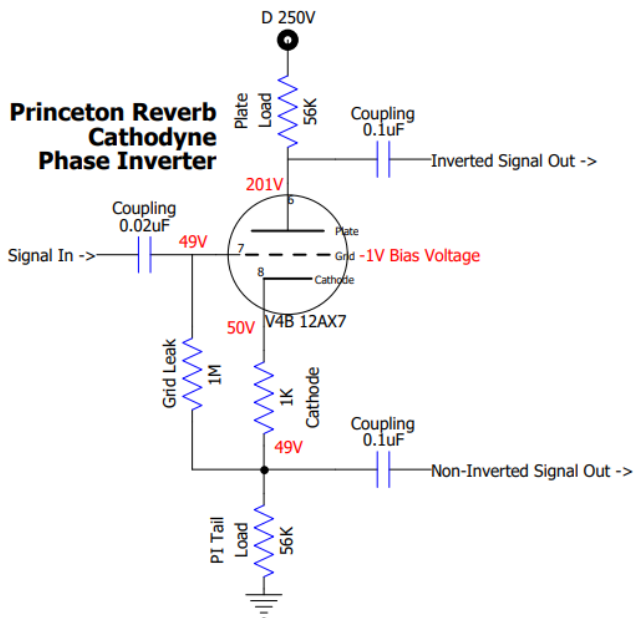 D 250V
Princeton Reverb
Cathodyne
Phase Inverter
Plate
Load
56K
Coupling
0.1uF
Inverted Signal Out ->
201V
6
Coupling
0.02uF
Plate
Signal In ->
49V
7
Grid
-1V Bias Voltage
8
Cathode
50V
V4B 12AX7
Grid Leak
1M
1K
Cathode
49V
Coupling
0.1uF
Non-Inverted Signal Out ->
PI Tail
Load
56K